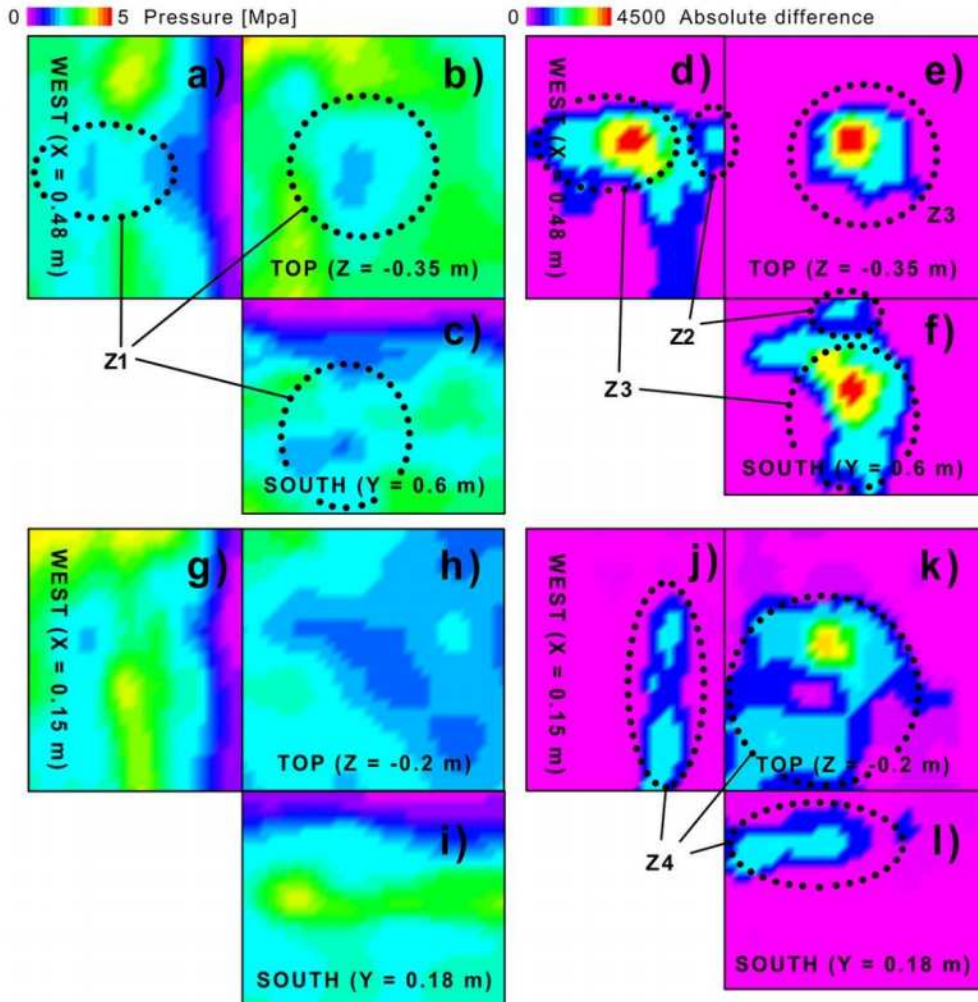 0 5 Pressure [Mpa]
0 4500 Absolute difference
a)
WEST (X = 0.48 m)
b)
TOP (Z = -0.35 m)
c)
SOUTH (Y = 0.6 m)
Z1
d)
WEST (X = 0.48 m)
e)
Z3
TOP (Z = -0.35 m)
Z2
f)
Z3
SOUTH (Y = 0.6 m)
g)
WEST (X = 0.15 m)
h)
TOP (Z = -0.2 m)
i)
SOUTH (Y = 0.18 m)
j)
WEST (X = 0.15 m)
k)
TOP (Z = -0.2 m)
Z4
l)
SOUTH (Y = 0.18 m)